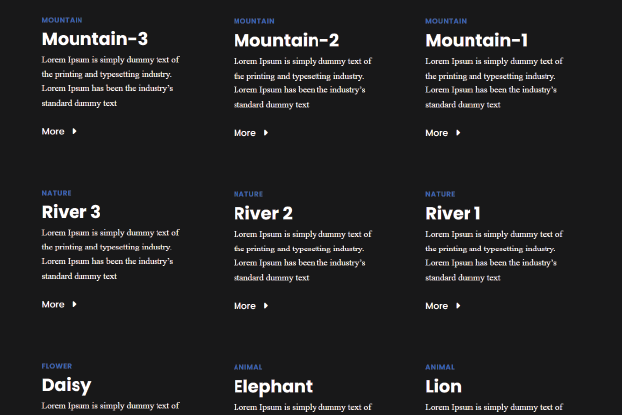 MOUNTAIN
Mountain-3
Lorem Ipsum is simply dummy text of
the printing and typesetting industry.
Lorem Ipsum has been the industry's
standard dummy text
More
MOUNTAIN
Mountain-2
Lorem Ipsum is simply dummy text of
the printing and typesetting industry.
Lorem Ipsum has been the industry's
standard dummy text
More
MOUNTAIN
Mountain-1
Lorem Ipsum is simply dummy text of
the printing and typesetting industry.
Lorem Ipsum has been the industry's
standard dummy text
More
NATURE
River 3
Lorem Ipsum is simply dummy text of
the printing and typesetting industry.
Lorem Ipsum has been the industry's
standard dummy text
More
NATURE
River 2
Lorem Ipsum is simply dummy text of
the printing and typesetting industry.
Lorem Ipsum has been the industry's
standard dummy text
More
NATURE
River 1
Lorem Ipsum is simply dummy text of
the printing and typesetting industry.
Lorem Ipsum has been the industry's
standard dummy text
More
FLOWER
Daisy
Lorem Ipsum is simply dummy text of
ANIMAL
Elephant
Lorem Ipsum is simply dummy text of
ANIMAL
Lion
Lorem Ipsum is simply dummy text of